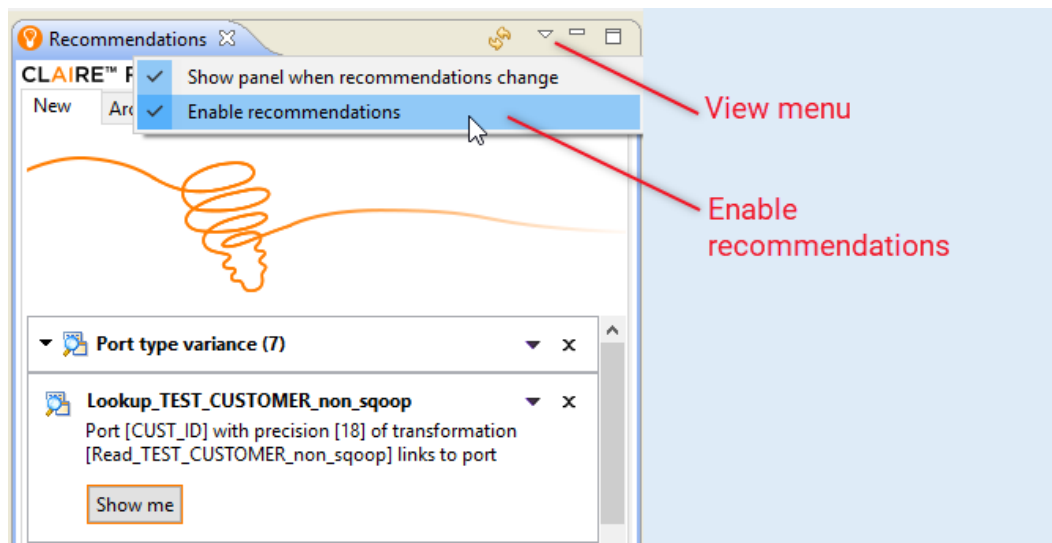 Recommendations
CLAIRE™
Show panel when recommendations change
New
Enable recommendations
View menu
Enable
recommendations
Port type variance (7)
Lookup_TEST_CUSTOMER_non_sqoop
Port [CUST_ID] with precision [18] of transformation
[Read_TEST_CUSTOMER_non_sqoop] links to port
Show me